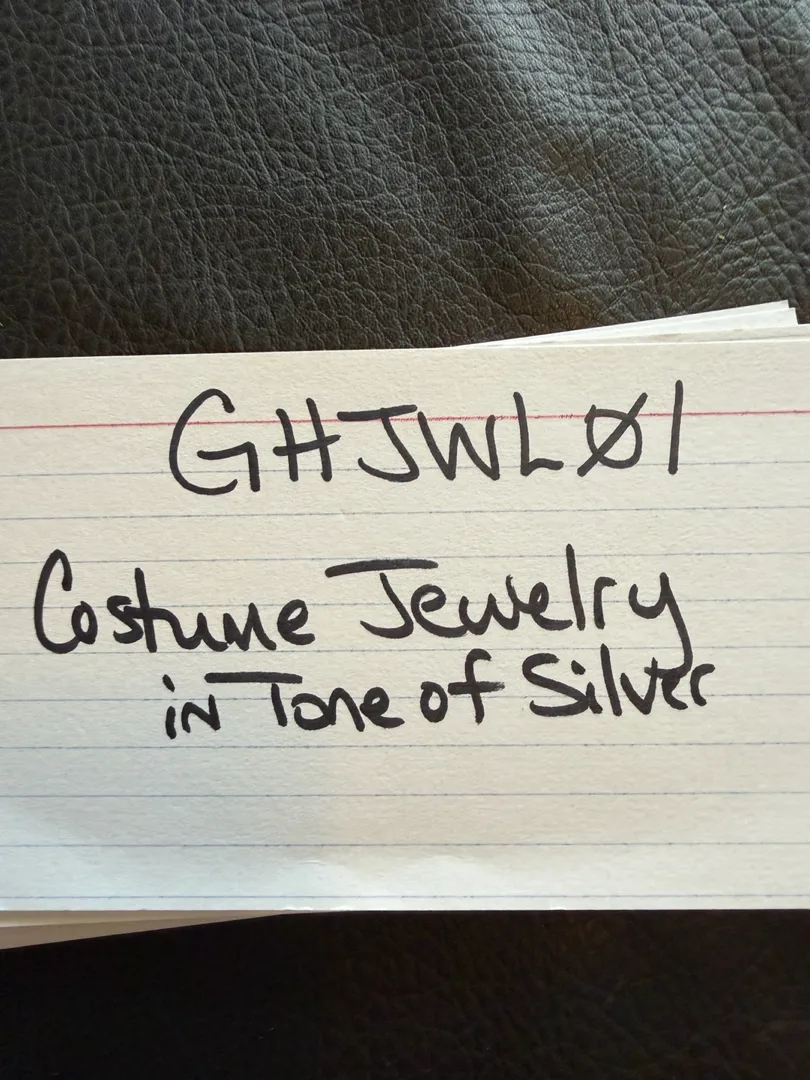 GHJWLØ1
Costume Jewelry
in Tone of Silver